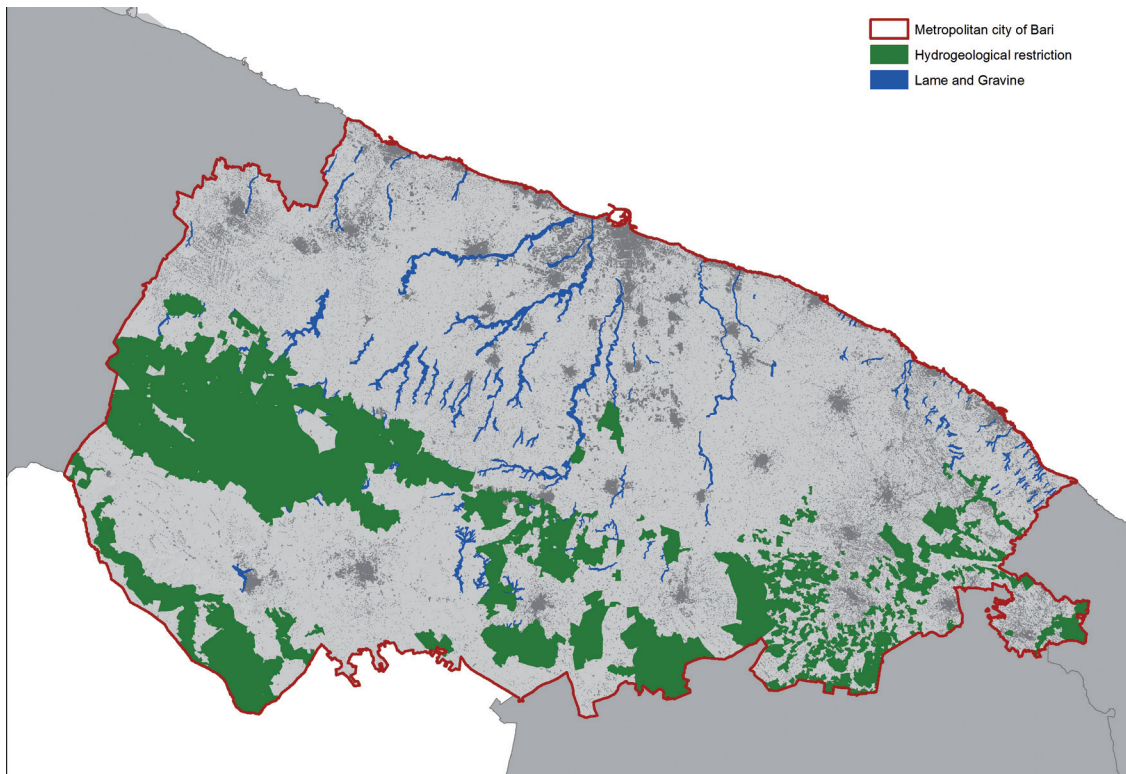 Metropolitan city of Bari
Hydrogeological restriction
Lame and Gravine